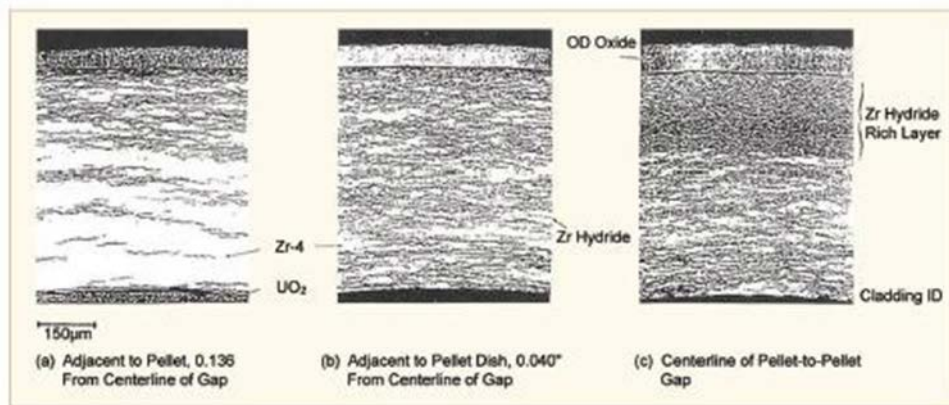 OD Oxide
Zr Hydride
Rich Layer
Zr-4
Zr Hydride
UO₂
Cladding ID
150μm
(a) Adjacent to Pellet, 0.136
From Centerline of Gap
(b) Adjacent to Pellet Dish, 0.040"
From Centerline of Gap
(c) Centerline of Pellet-to-Pellet
Gap